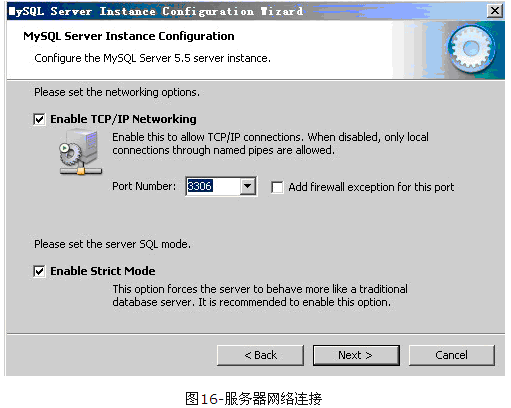 MySQL Server Instance Configuration Wizard
MySQL Server Instance Configuration
Configure the MySQL Server 5.5 server instance.
Please set the networking options.
Enable TCP/IP Networking
Enable this to allow TCP/IP connections. When disabled, only local
connections through named pipes are allowed.
Port Number: 3306 Add firewall exception for this port
Please set the server SQL mode.
Enable Strict Mode
This option forces the server to behave more like a traditional
database server. It is recommended to enable this option.
< Back Next > Cancel
图16-服务器网络连接